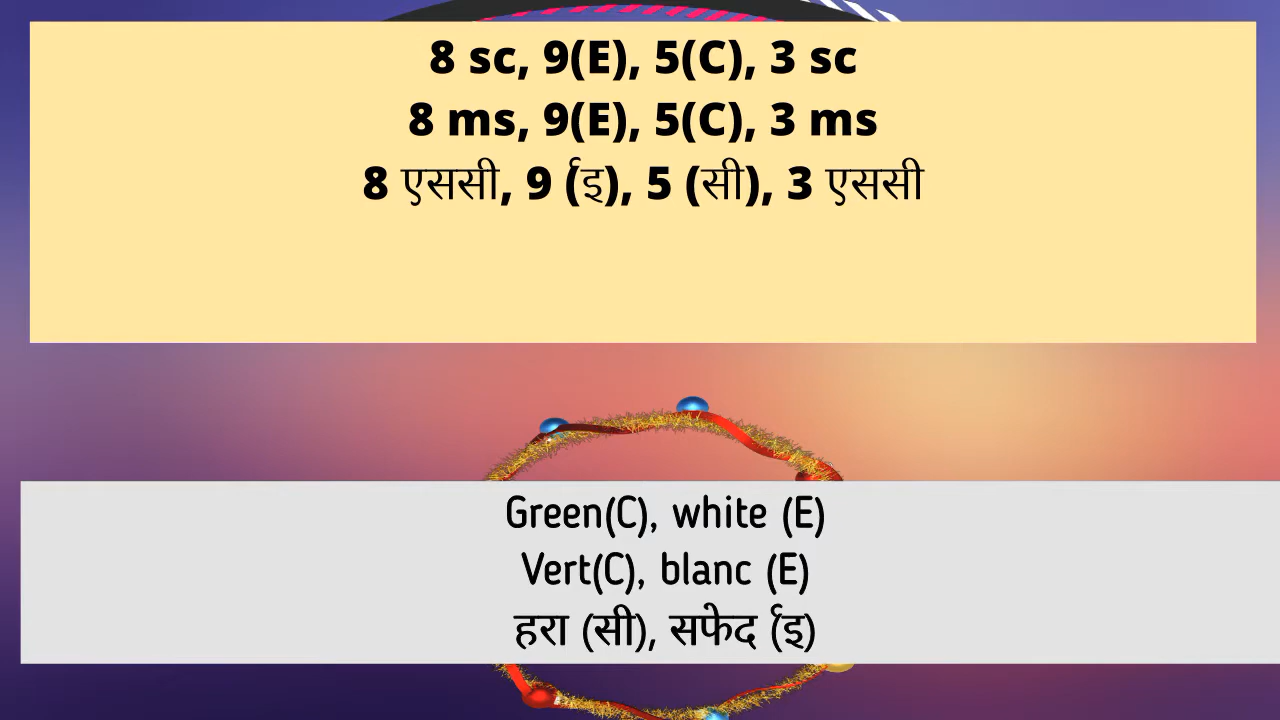 8 sc, 9(E), 5(C), 3 sc
8 ms, 9(E), 5(C), 3 ms
8 एससी, 9 (र्इ), 5 (सी), 3 एससी
Green(C), white (E)
Vert(C), blanc (E)
हरा (सी), सफेद (र्इ)